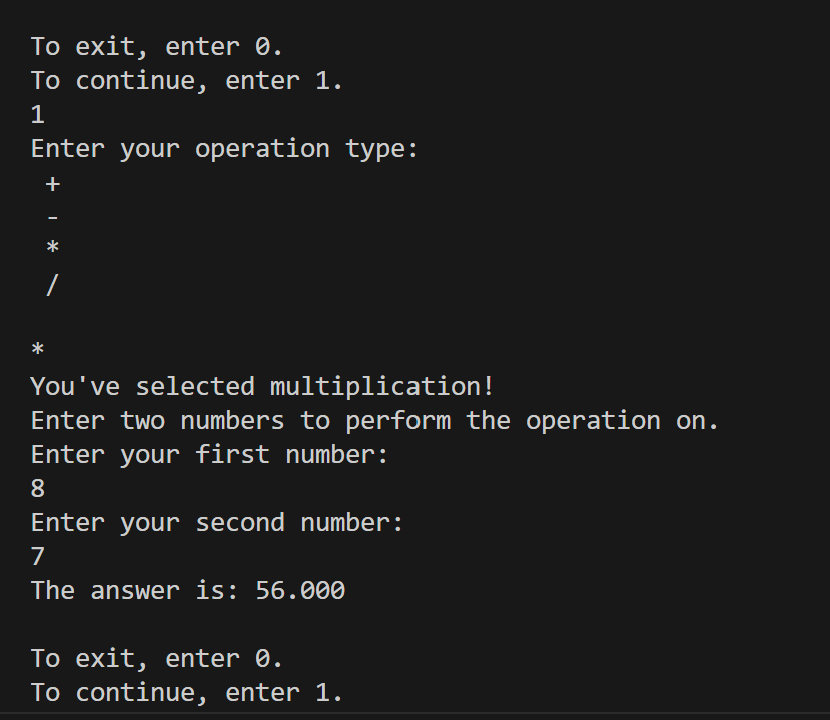 To exit, enter 0.
To continue, enter 1.
1
Enter your operation type:
 +
 -
 *
 /

*
You've selected multiplication!
Enter two numbers to perform the operation on.
Enter your first number:
8
Enter your second number:
7
The answer is: 56.000

To exit, enter 0.
To continue, enter 1.